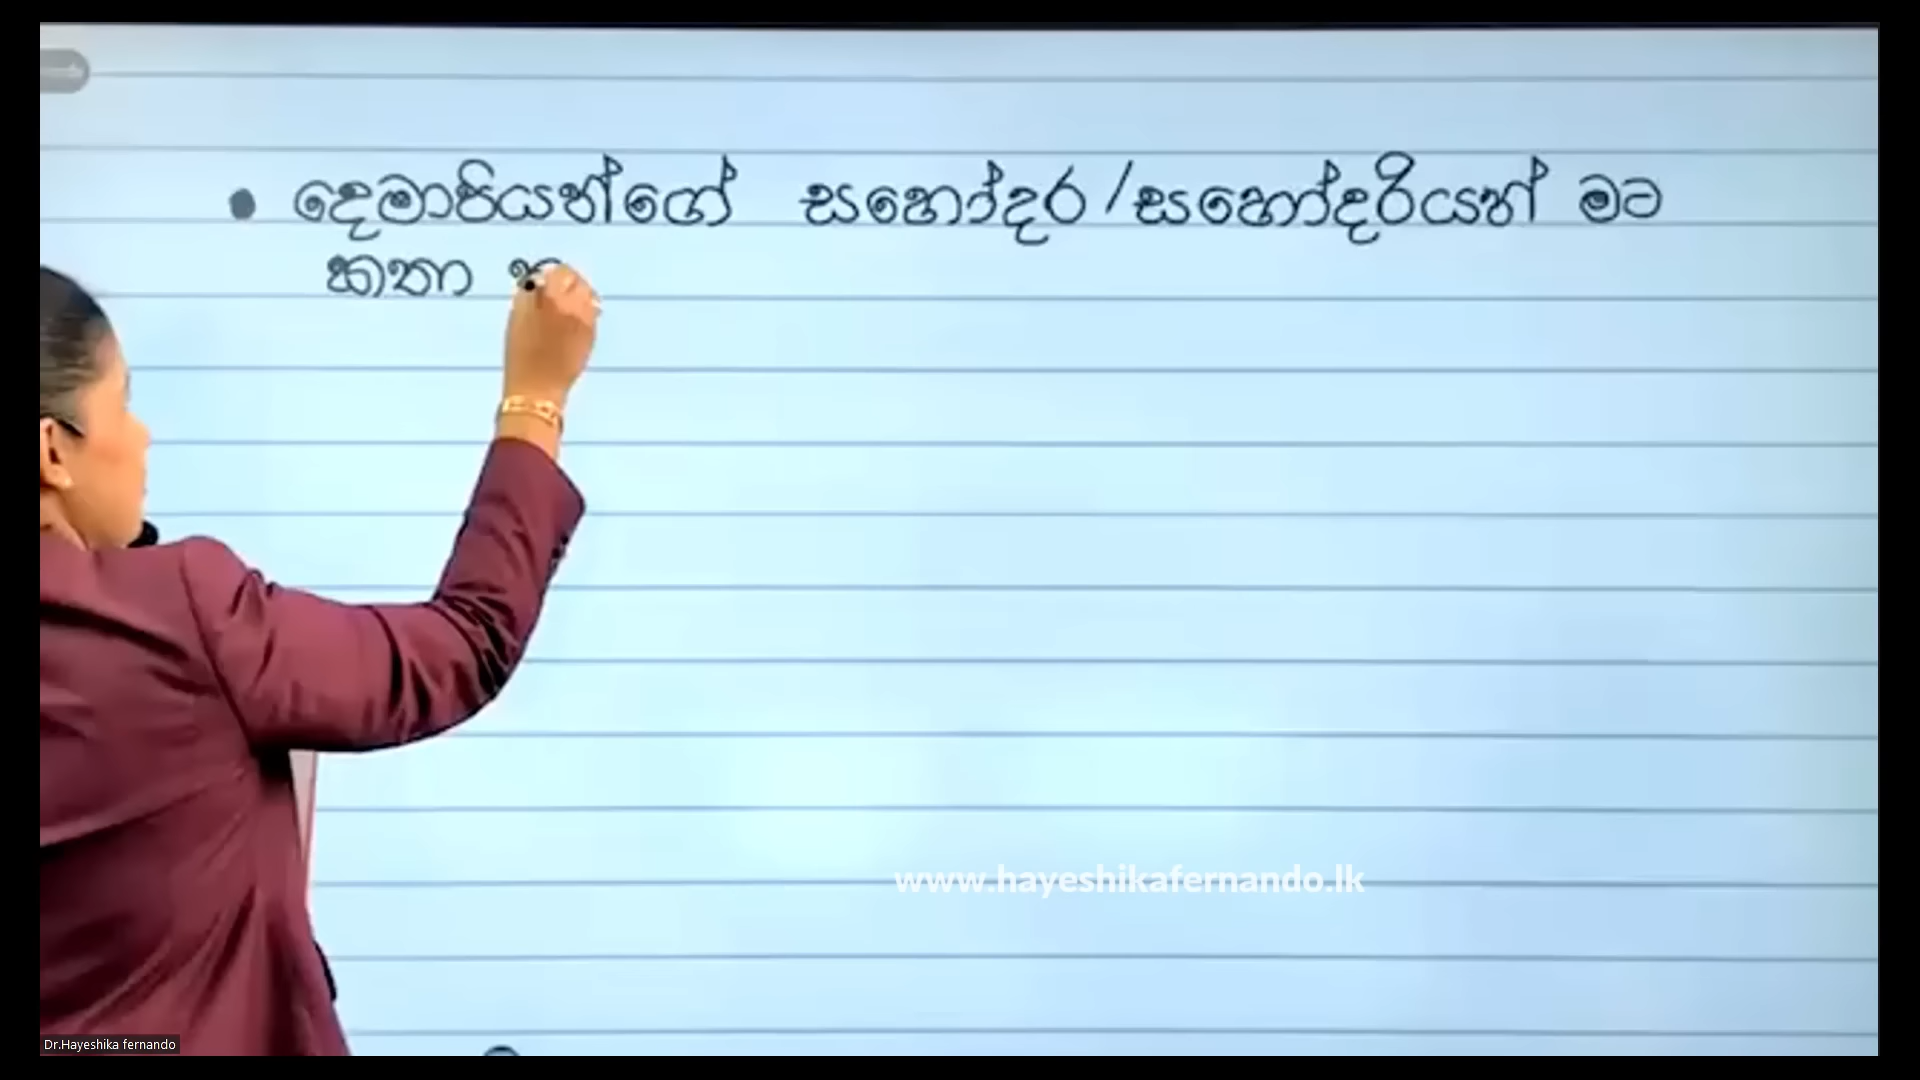 • දෙමාපියන්ගේ සහෝදර/සහෝදරියන් මට
කතා
www.hayeshikafernando.lk
Dr.Hayeshika fernando